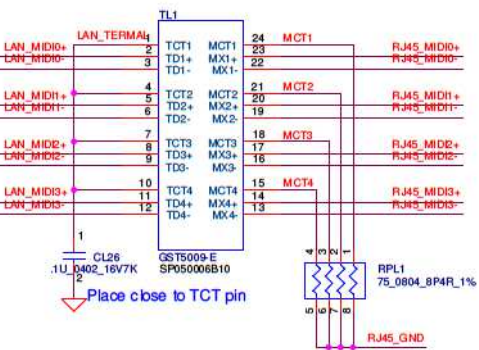 TL1
LAN_TERMAL 1 TCT1 MCT1 24 MCT1
LAN_MIDI0+ 2 TD1+ MX1+ 23 RJ45_MIDI0+
LAN_MIDI0- 3 TD1- MX1- 22 RJ45_MIDI0-
4 TCT2 MCT2 21 MCT2
LAN_MIDI1+ 5 TD2+ MX2+ 20 RJ45_MIDI1+
LAN_MIDI1- 6 TD2- MX2- 19 RJ45_MIDI1-
7 TCT3 MCT3 18 MCT3
LAN_MIDI2+ 8 TD3+ MX3+ 17 RJ45_MIDI2+
LAN_MIDI2- 9 TD3- MX3- 16 RJ45_MIDI2-
10 TCT4 MCT4 15 MCT4
LAN_MIDI3+ 11 TD4+ MX4+ 14 RJ45_MIDI3+
LAN_MIDI3- 12 TD4- MX4- 13 RJ45_MIDI3-
1
CL26
.1U_0402_16V7K
2
GST5009-E
SP050006B10
Place close to TCT pin
4 3 2 1
RPL1
75_0804_8P4R_1%
5 6 7 8
RJ45_GND